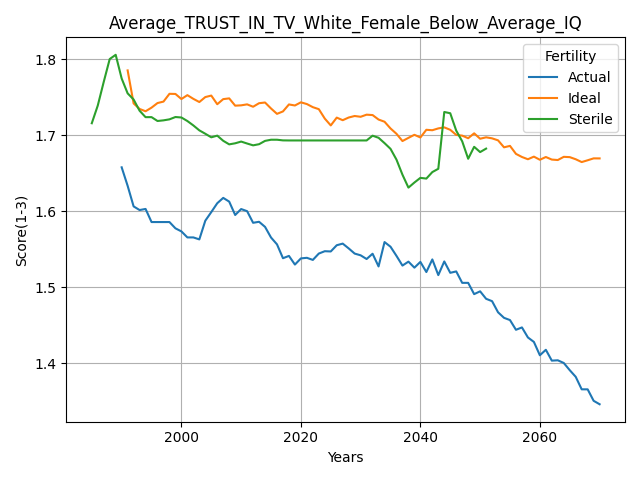 Average_TRUST_IN_TV_White_Female_Below_Average_IQ
Fertility
Actual
Ideal
Sterile
Score(1-3)
1.8
1.7
1.6
1.5
1.4
2000
2020
2040
2060
Years